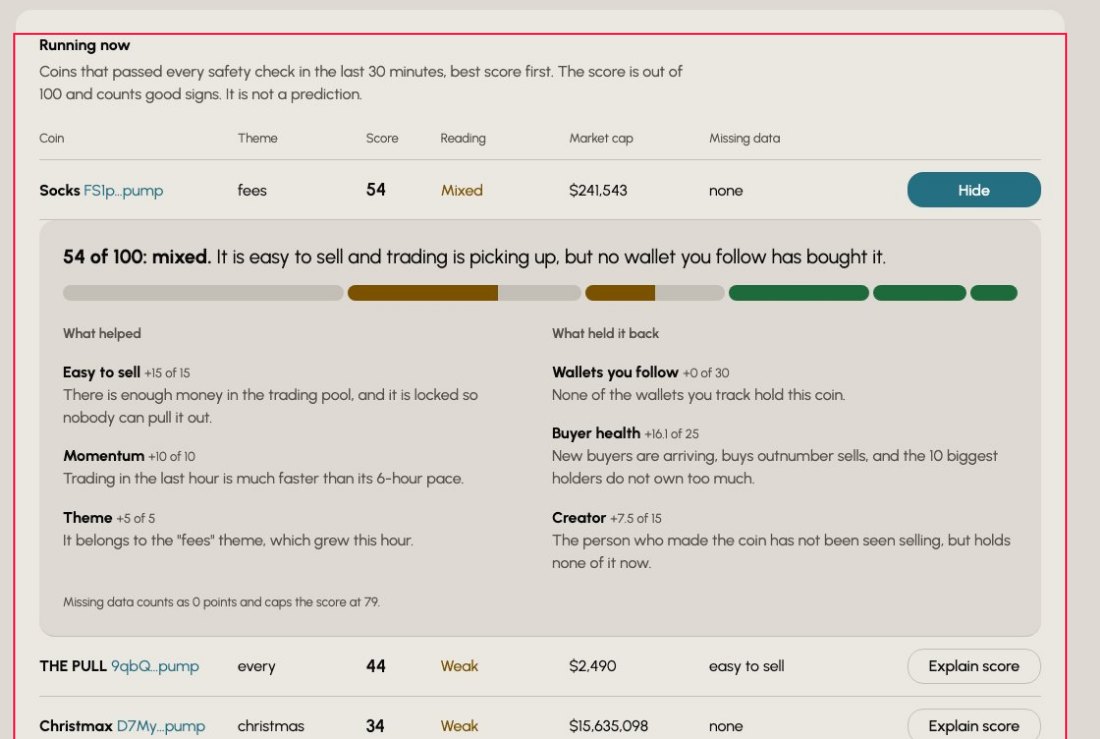 Running now
Coins that passed every safety check in the last 30 minutes, best score first. The score is out of
100 and counts good signs. It is not a prediction.
Coin Theme Score Reading Market cap Missing data
Socks FS1p...pump fees 54 Mixed $241,543 none Hide
54 of 100: mixed. It is easy to sell and trading is picking up, but no wallet you follow has bought it.
What helped
Easy to sell +15 of 15
There is enough money in the trading pool, and it is locked so
nobody can pull it out.
Momentum +10 of 10
Trading in the last hour is much faster than its 6-hour pace.
Theme +5 of 5
It belongs to the "fees" theme, which grew this hour.
What held it back
Wallets you follow +0 of 30
None of the wallets you track hold this coin.
Buyer health +16.1 of 25
New buyers are arriving, buys outnumber sells, and the 10 biggest
holders do not own too much.
Creator +7.5 of 15
The person who made the coin has not been seen selling, but holds
none of it now.
Missing data counts as 0 points and caps the score at 79.
THE PULL 9qbQ...pump every 44 Weak $2,490 easy to sell Explain score
Christmax D7My...pump christmas 34 Weak $15,635,098 none Explain score